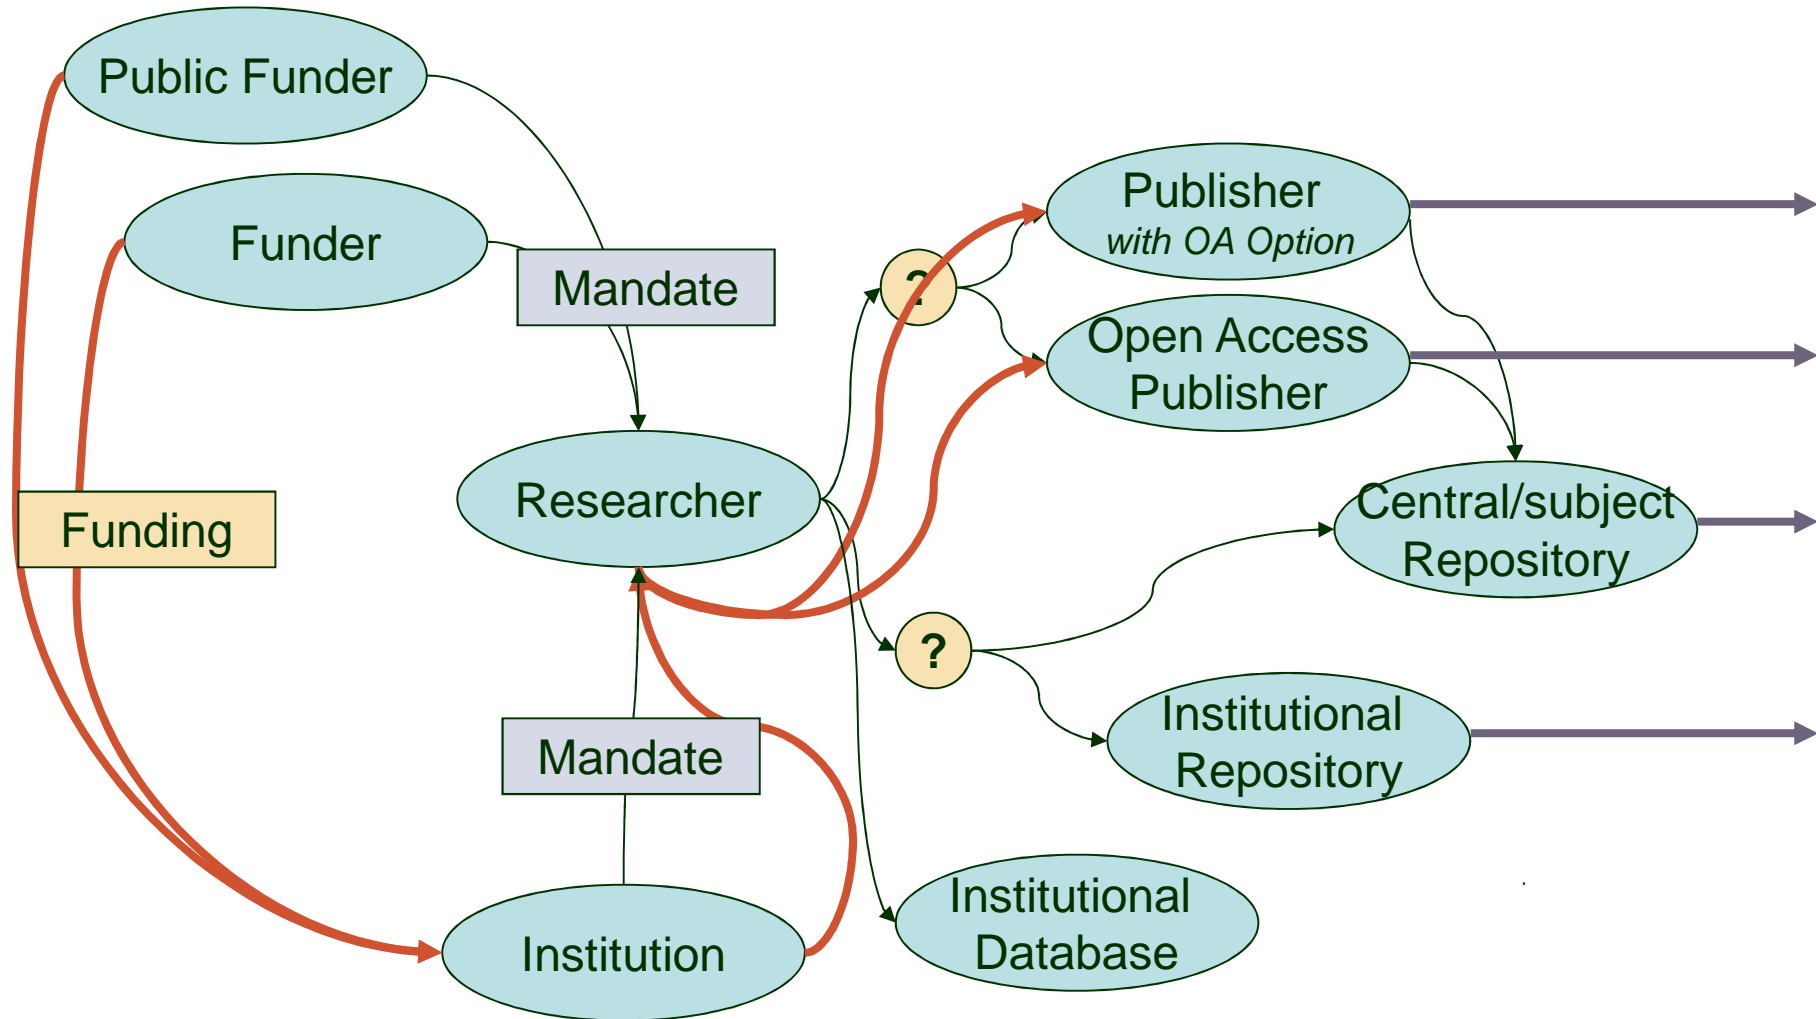 Public Funder
Funder
Mandate
Publisher
with OA Option
?
Open Access
Publisher
Researcher
Funding
Central/subject
Repository
?
Institutional
Repository
Mandate
Institutional
Database
Institution